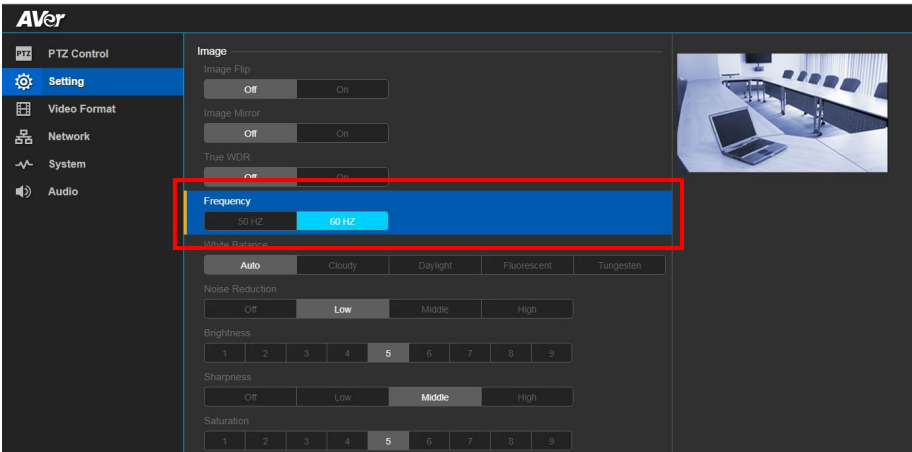 AVer
PTZ PTZ Control
Setting
Video Format
Network
System
Audio
Image
Image Flip
Off On
Image Mirror
Off On
True WDR
Off On
Frequency
50 HZ 60 HZ
White Balance
Auto Cloudy Daylight Fluorescent Tungesten
Noise Reduction
Off Low Middle High
Brightness
1 2 3 4 5 6 7 8 9
Sharpness
Off Low Middle High
Saturation
1 2 3 4 5 6 7 8 9